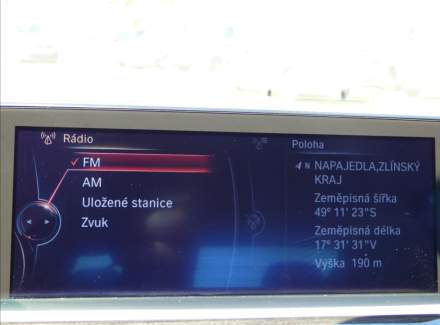 Rádio
FM
AM
Uložené stanice
Zvuk
Poloha
N NAPAJEDLA,ZLÍNSKÝ
KRAJ
Zeměpisná šířka
49° 11' 23"S
Zeměpisná délka
17° 31' 31"V
Výška 190 m